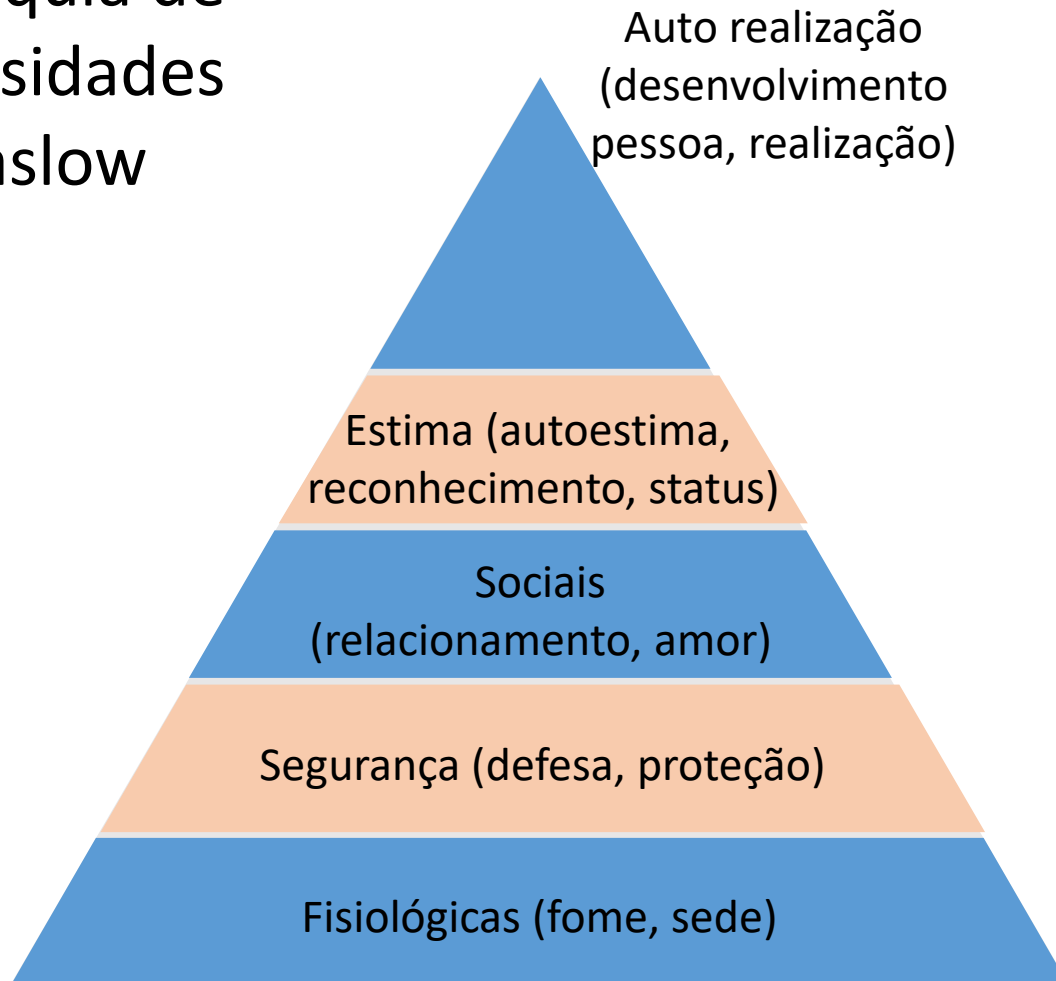 sidades
aslow
Auto realização
(desenvolvimento
pessoa, realização)
Estima (autoestima,
reconhecimento, status)
Sociais
(relacionamento, amor)
Segurança (defesa, proteção)
Fisiológicas (fome, sede)